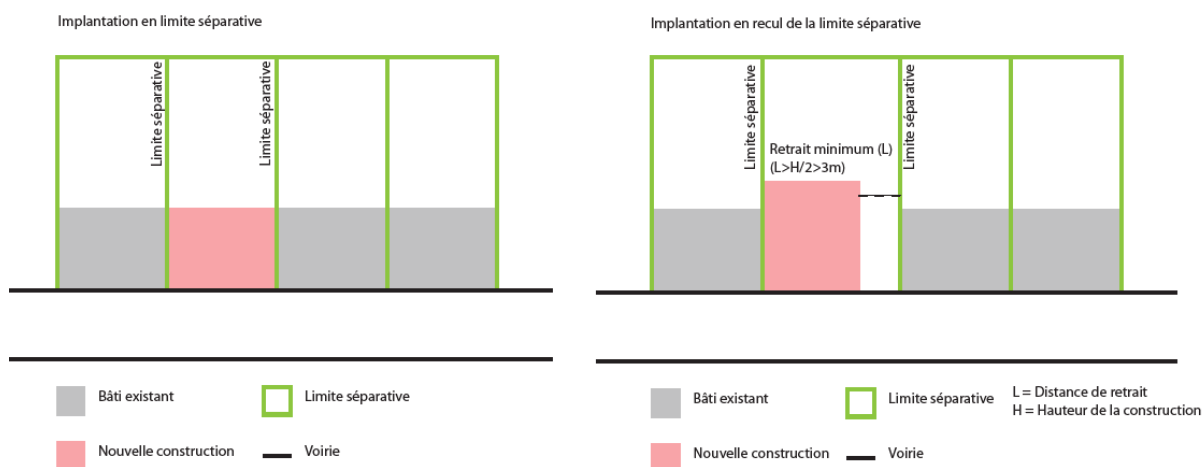 Implantation en limite séparative
Limite séparative
Limite séparative
Bâti existant
Limite séparative
Nouvelle construction
Voirie
Implantation en recul de la limite séparative
Limite séparative
Retrait minimum (L)
(L>H/2>3m)
Limite séparative
Bâti existant
Limite séparative
L = Distance de retrait
H = Hauteur de la construction
Nouvelle construction
Voirie